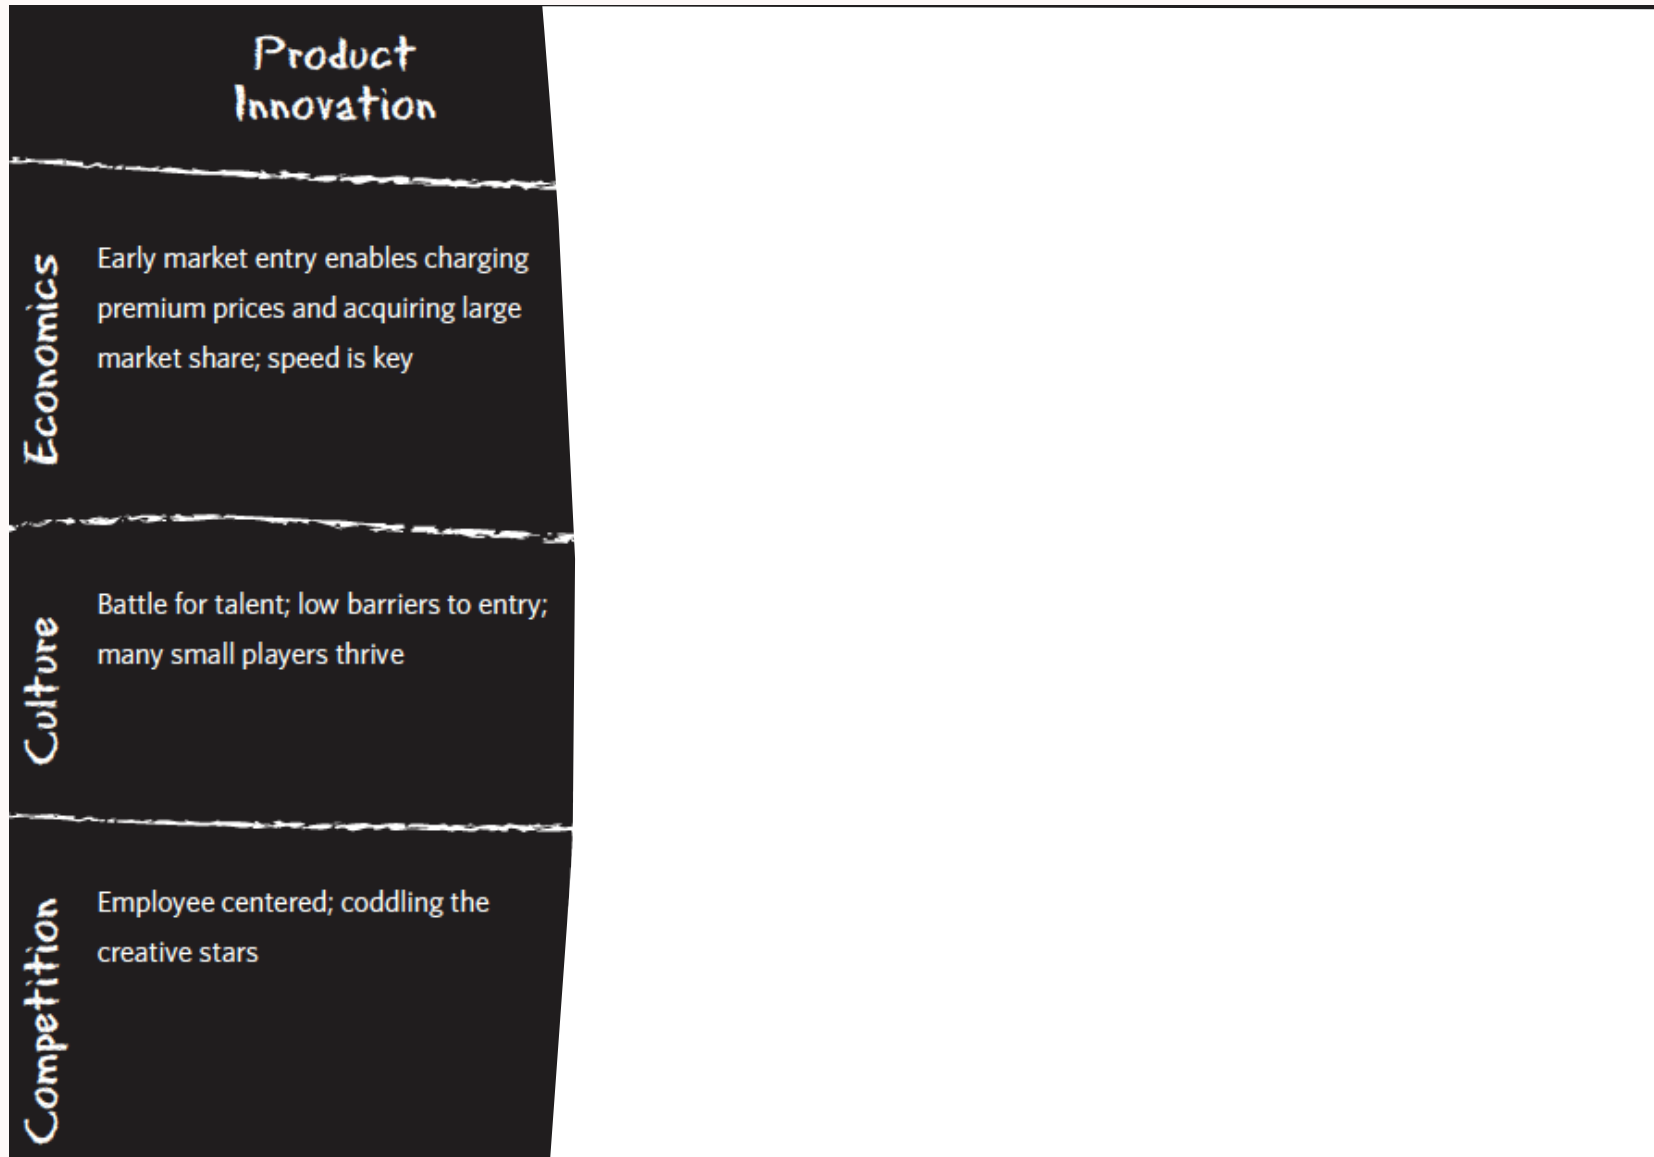 Product
Innovation
Economics
Early market entry enables charging
premium prices and acquiring large
market share; speed is key
Culture
Battle for talent; low barriers to entry;
many small players thrive
Competition
Employee centered; coddling the
creative stars